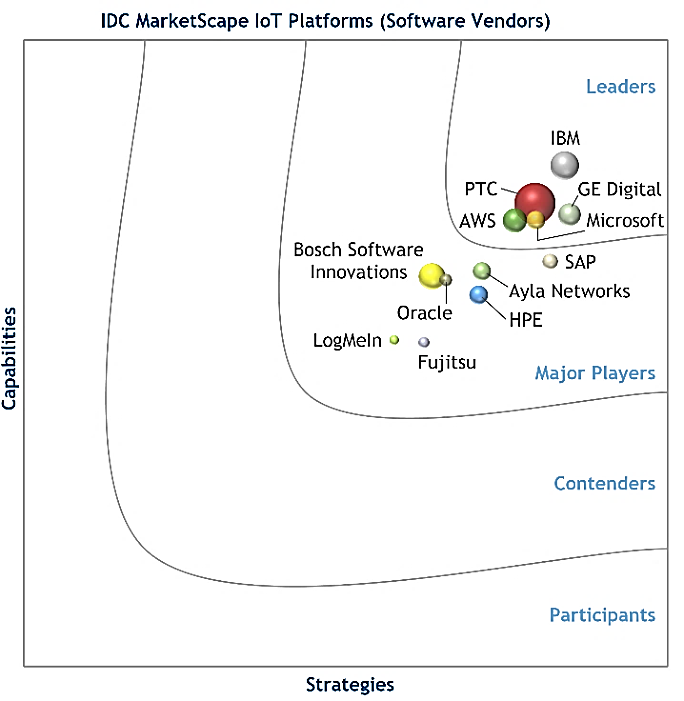 IDC MarketScape IoT Platforms (Software Vendors)
Leaders
IBM
PTC
GE Digital
AWS
Microsoft
Bosch Software
Innovations
SAP
Ayla Networks
Oracle
HPE
LogMeIn
Fujitsu
Major Players
Capabilities
Contenders
Participants
Strategies